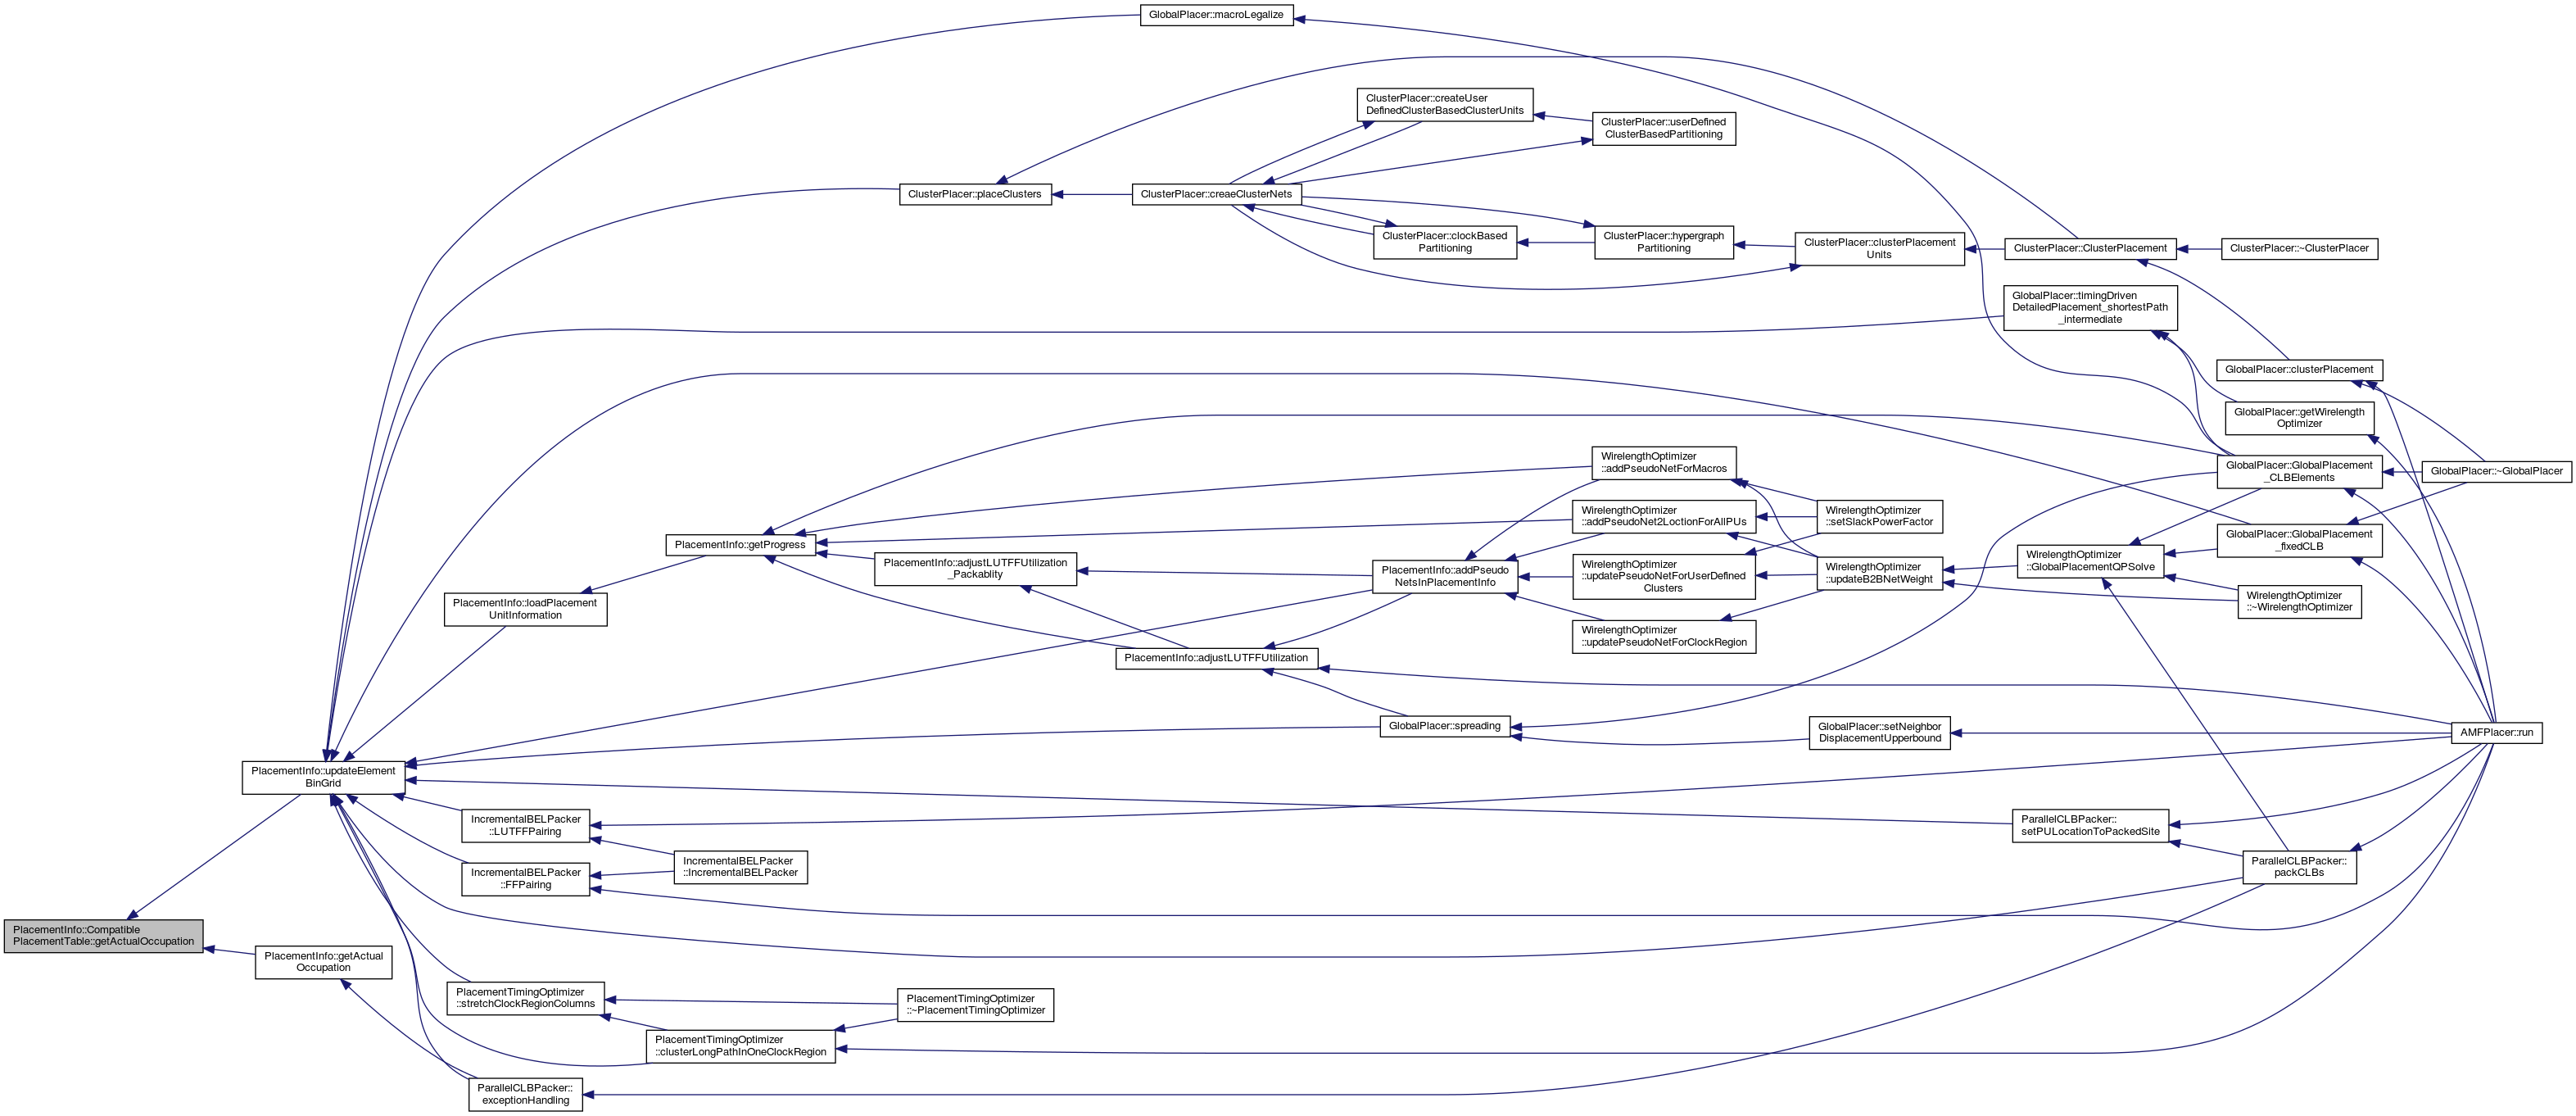 GlobalPlacer::macroLegalize
ClusterPlacer::createUser
DefinedClusterBasedClusterUnits
ClusterPlacer::userDefined
ClusterBasedPartitioning
ClusterPlacer::placeClusters
ClusterPlacer::creaeClusterNets
ClusterPlacer::clockBased
Partitioning
ClusterPlacer::hypergraph
Partitioning
ClusterPlacer::clusterPlacement
Units
ClusterPlacer::ClusterPlacement
ClusterPlacer::~ClusterPlacer
GlobalPlacer::timingDriven
DetailedPlacement_shortestPath
_intermediate
GlobalPlacer::clusterPlacement
GlobalPlacer::getWirelength
Optimizer
GlobalPlacer::GlobalPlacement
_CLBElements
GlobalPlacer::~GlobalPlacer
WirelengthOptimizer
::addPseudoNetForMacros
WirelengthOptimizer
::addPseudoNet2LoctionForAllPUs
WirelengthOptimizer
::setSlackPowerFactor
PlacementInfo::getProgress
GlobalPlacer::GlobalPlacement
_fixedCLB
PlacementInfo::adjustLUTFFUtilization
_Packablity
PlacementInfo::addPseudo
NetsInPlacementInfo
WirelengthOptimizer
::updatePseudoNetForUserDefined
Clusters
WirelengthOptimizer
::updateB2BNetWeight
WirelengthOptimizer
::GlobalPlacementQPSolve
WirelengthOptimizer
::~WirelengthOptimizer
PlacementInfo::loadPlacement
UnitInformation
WirelengthOptimizer
::updatePseudoNetForClockRegion
PlacementInfo::adjustLUTFFUtilization
GlobalPlacer::spreading
GlobalPlacer::setNeighbor
DisplacementUpperbound
AMFPlacer::run
PlacementInfo::updateElement
BinGrid
IncrementalBELPacker
::LUTFFPairing
ParallelCLBPacker::
setPULocationToPackedSite
IncrementalBELPacker
::IncrementalBELPacker
IncrementalBELPacker
::FFPairing
ParallelCLBPacker::
packCLBs
PlacementInfo::Compatible
PlacementTable::getActualOccupation
PlacementInfo::getActual
Occupation
PlacementTimingOptimizer
::stretchClockRegionColumns
PlacementTimingOptimizer
::~PlacementTimingOptimizer
PlacementTimingOptimizer
::clusterLongPathInOneClockRegion
ParallelCLBPacker::
exceptionHandling